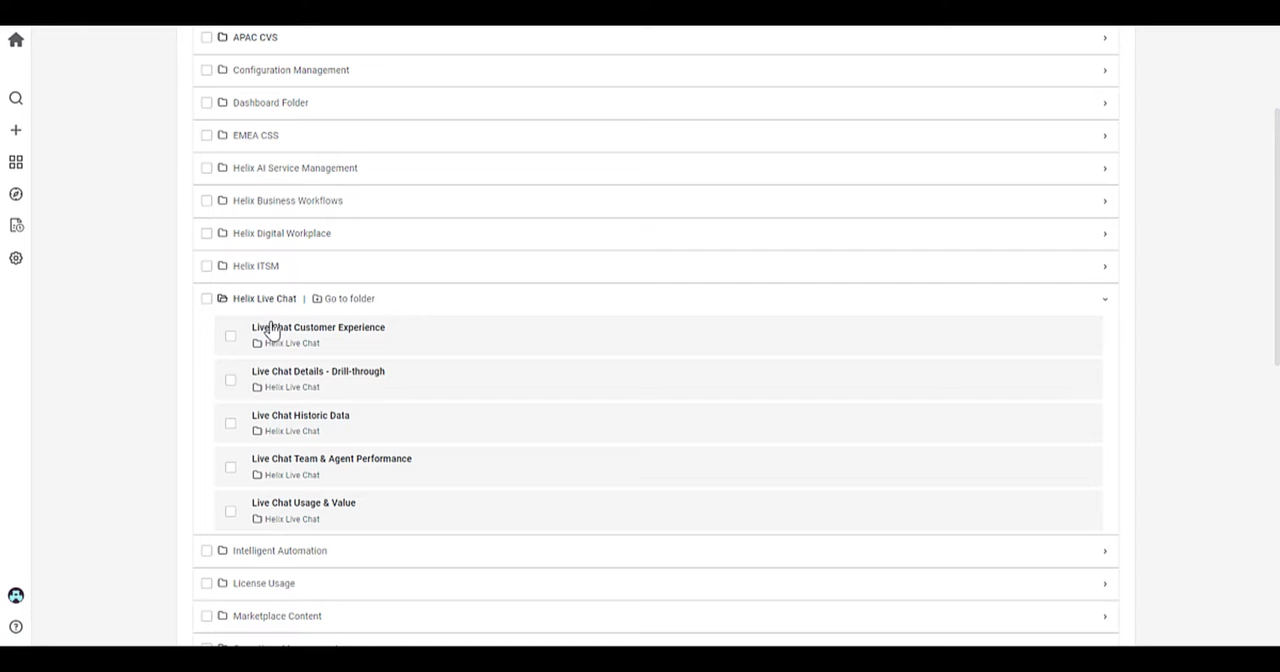 APAC CVS
Configuration Management
Dashboard Folder
EMEA CSS
Helix AI Service Management
Helix Business Workflows
Helix Digital Workplace
Helix ITSM
Helix Live Chat | Go to folder
Live Chat Customer Experience
Helix Live Chat
Live Chat Details - Drill-through
Helix Live Chat
Live Chat Historic Data
Helix Live Chat
Live Chat Team & Agent Performance
Helix Live Chat
Live Chat Usage & Value
Helix Live Chat
Intelligent Automation
License Usage
Marketplace Content